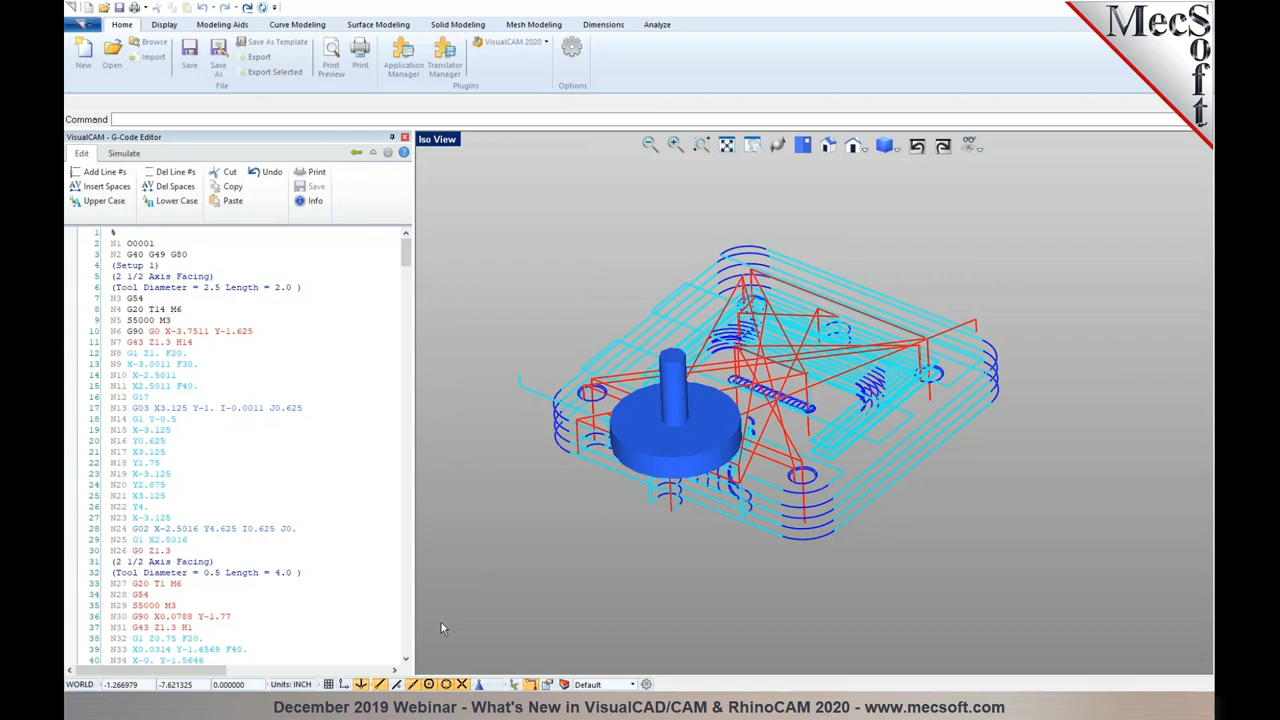 Home Display Modeling Aids Curve Modeling Surface Modeling Solid Modeling Mesh Modeling Dimensions Analyze
MecSoft
New Open Browse Import Save Save As Save As Template Export Export Selected Print Preview Print Application Manager Translator Manager VisualCAM 2020 Options
File Plugins Options
Command
VisualCAM - G-Code Editor
Iso View
Edit Simulate
Add Line #s Del Line #s Cut Undo Print
Insert Spaces Del Spaces Copy Save
Upper Case Lower Case Paste Info
1 %
2 N1 O0001
3 N2 G40 G49 G80
4 (Setup 1)
5 (2 1/2 Axis Facing)
6 (Tool Diameter = 2.5 Length = 2.0 )
7 N3 G54
8 N4 G20 T14 M6
9 N5 S5000 M3
10 N6 G90 G0 X-3.7511 Y-1.625
11 N7 G43 Z1.3 H14
12 N8 G1 Z1. F20.
13 N9 X-3.0011 F30.
14 N10 X-2.5011
15 N11 X2.5011 F40.
16 N12 G17
17 N13 G03 X3.125 Y-1. I-0.0011 J0.625
18 N14 G1 Y-0.5
19 N15 X-3.125
20 N16 Y0.625
21 N17 X3.125
22 N18 Y1.75
23 N19 X-3.125
24 N20 Y2.875
25 N21 X3.125
26 N22 Y4.
27 N23 X-3.125
28 N24 G02 X-2.5016 Y4.625 I0.625 J0.
29 N25 G1 X2.5016
30 N26 G0 Z1.3
31 (2 1/2 Axis Facing)
32 (Tool Diameter = 0.5 Length = 4.0 )
33 N27 G20 T1 M6
34 N28 G54
35 N29 S5000 M3
36 N30 G90 X0.0788 Y-1.77
37 N31 G43 Z1.3 H1
38 N32 G1 Z0.75 F20.
39 N33 X0.0314 Y-1.6569 F40.
40 N34 X-0. Y-1.5646
WORLD -1.266979 -7.621325 0.000000 Units: INCH Default
December 2019 Webinar - What's New in VisualCAD/CAM & RhinoCAM 2020 - www.mecsoft.com